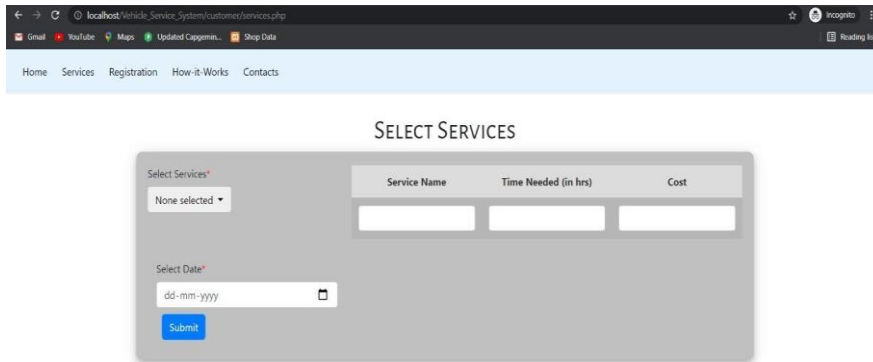 localhost/Vehicle_Service_System/customer/services.php
Incognito
Gmail YouTube Maps Updated Capgemin... Shop Data
Reading lis
Home Services Registration How-it-Works Contacts
SELECT SERVICES
Select Services*
None selected
Service Name Time Needed (in hrs) Cost
Select Date*
dd-mm-yyyy
Submit